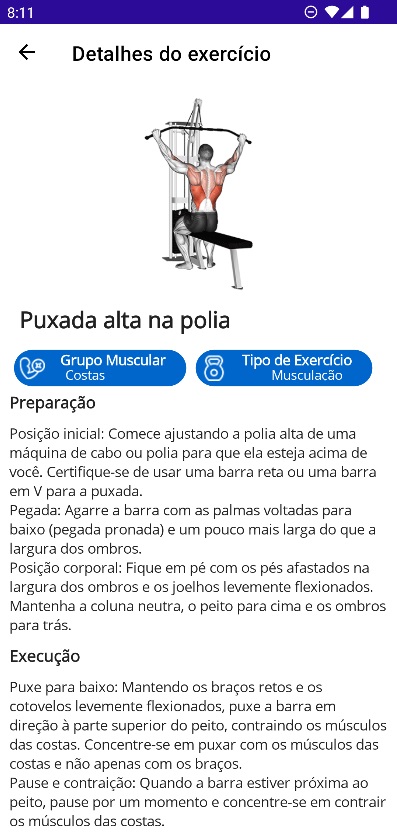 8:11
Detalhes do exercício
Puxada alta na polia
Grupo Muscular
Costas
Tipo de Exercício
Musculação
Preparação
Posição inicial: Comece ajustando a polia alta de uma
máquina de cabo ou polia para que ela esteja acima de
você. Certifique-se de usar uma barra reta ou uma barra
em V para a puxada.
Pegada: Agarre a barra com as palmas voltadas para
baixo (pegada pronada) e um pouco mais larga do que a
largura dos ombros.
Posição corporal: Fique em pé com os pés afastados na
largura dos ombros e os joelhos levemente flexionados.
Mantenha a coluna neutra, o peito para cima e os ombros
para trás.
Execução
Puxe para baixo: Mantendo os braços retos e os
cotovelos levemente flexionados, puxe a barra em
direção à parte superior do peito, contraindo os músculos
das costas. Concentre-se em puxar com os músculos das
costas e não apenas com os braços.
Pause e contraição: Quando a barra estiver próxima ao
peito, pause por um momento e concentre-se em contrair
os músculos das costas.